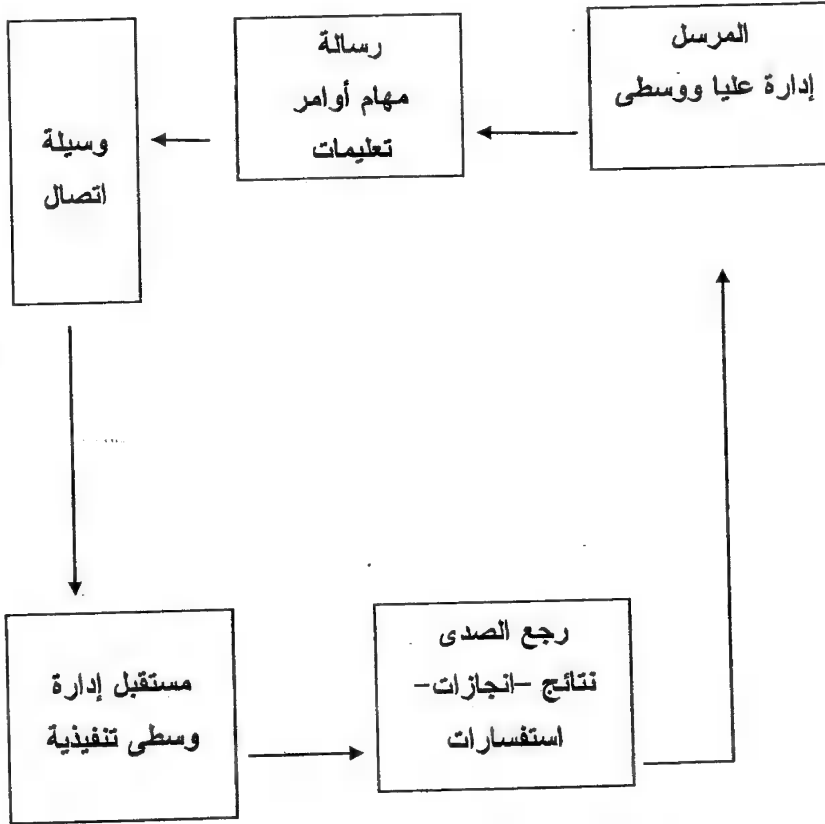 المرسل
إدارة عليا ووسطى
رسالة
مهام أوامر
تعليمات
وسيلة
اتصال
مستقبل إدارة
وسطى تنفيذية
رجع الصدى
نتائج -انجازات-
استفسارات